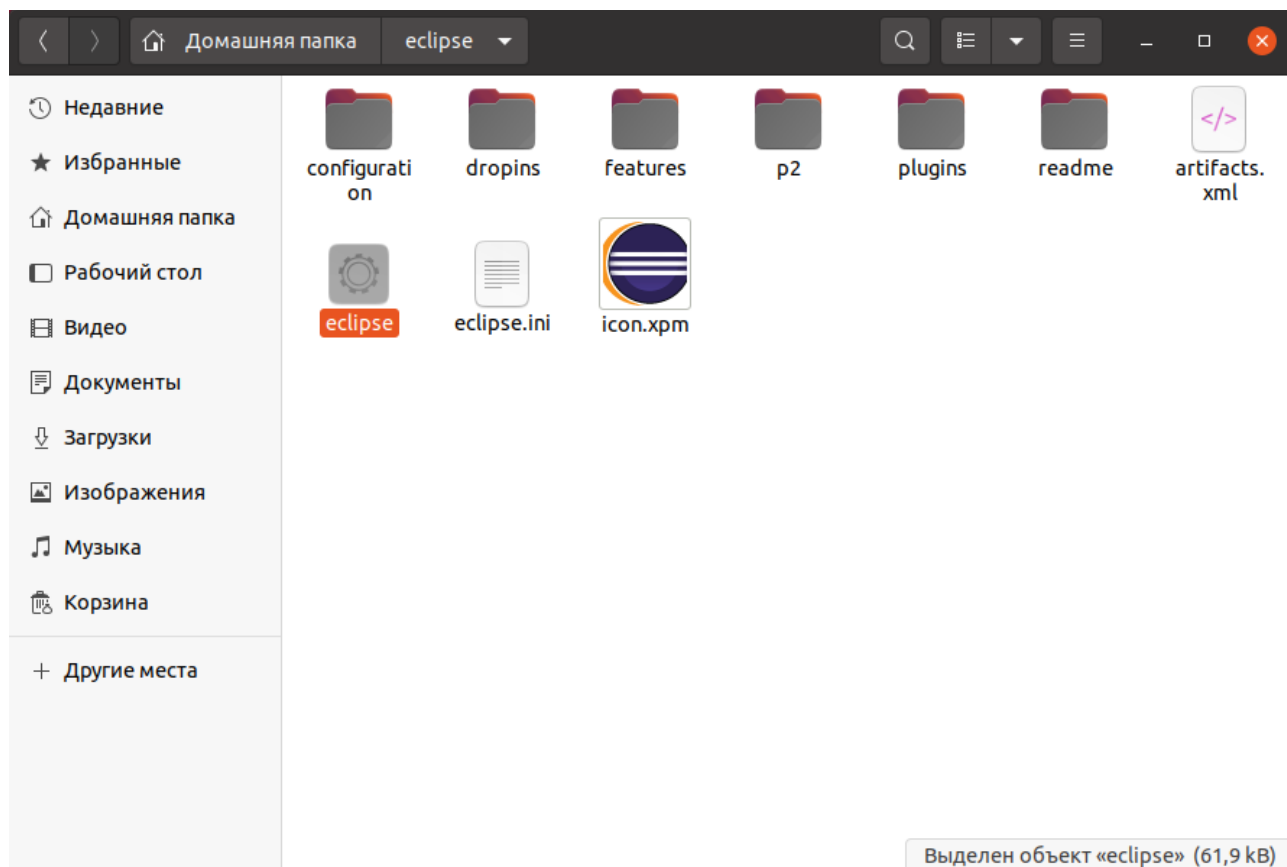 Домашняя папка eclipse
Недавние
Избранные
Домашняя папка
Рабочий стол
Видео
Документы
Загрузки
Изображения
Музыка
Корзина
Другие места
configurati
on
dropins
features
p2
plugins
readme
</>
artifacts.
xml
eclipse
eclipse.ini
icon.xpm
Выделен объект «eclipse» (61,9 kB)